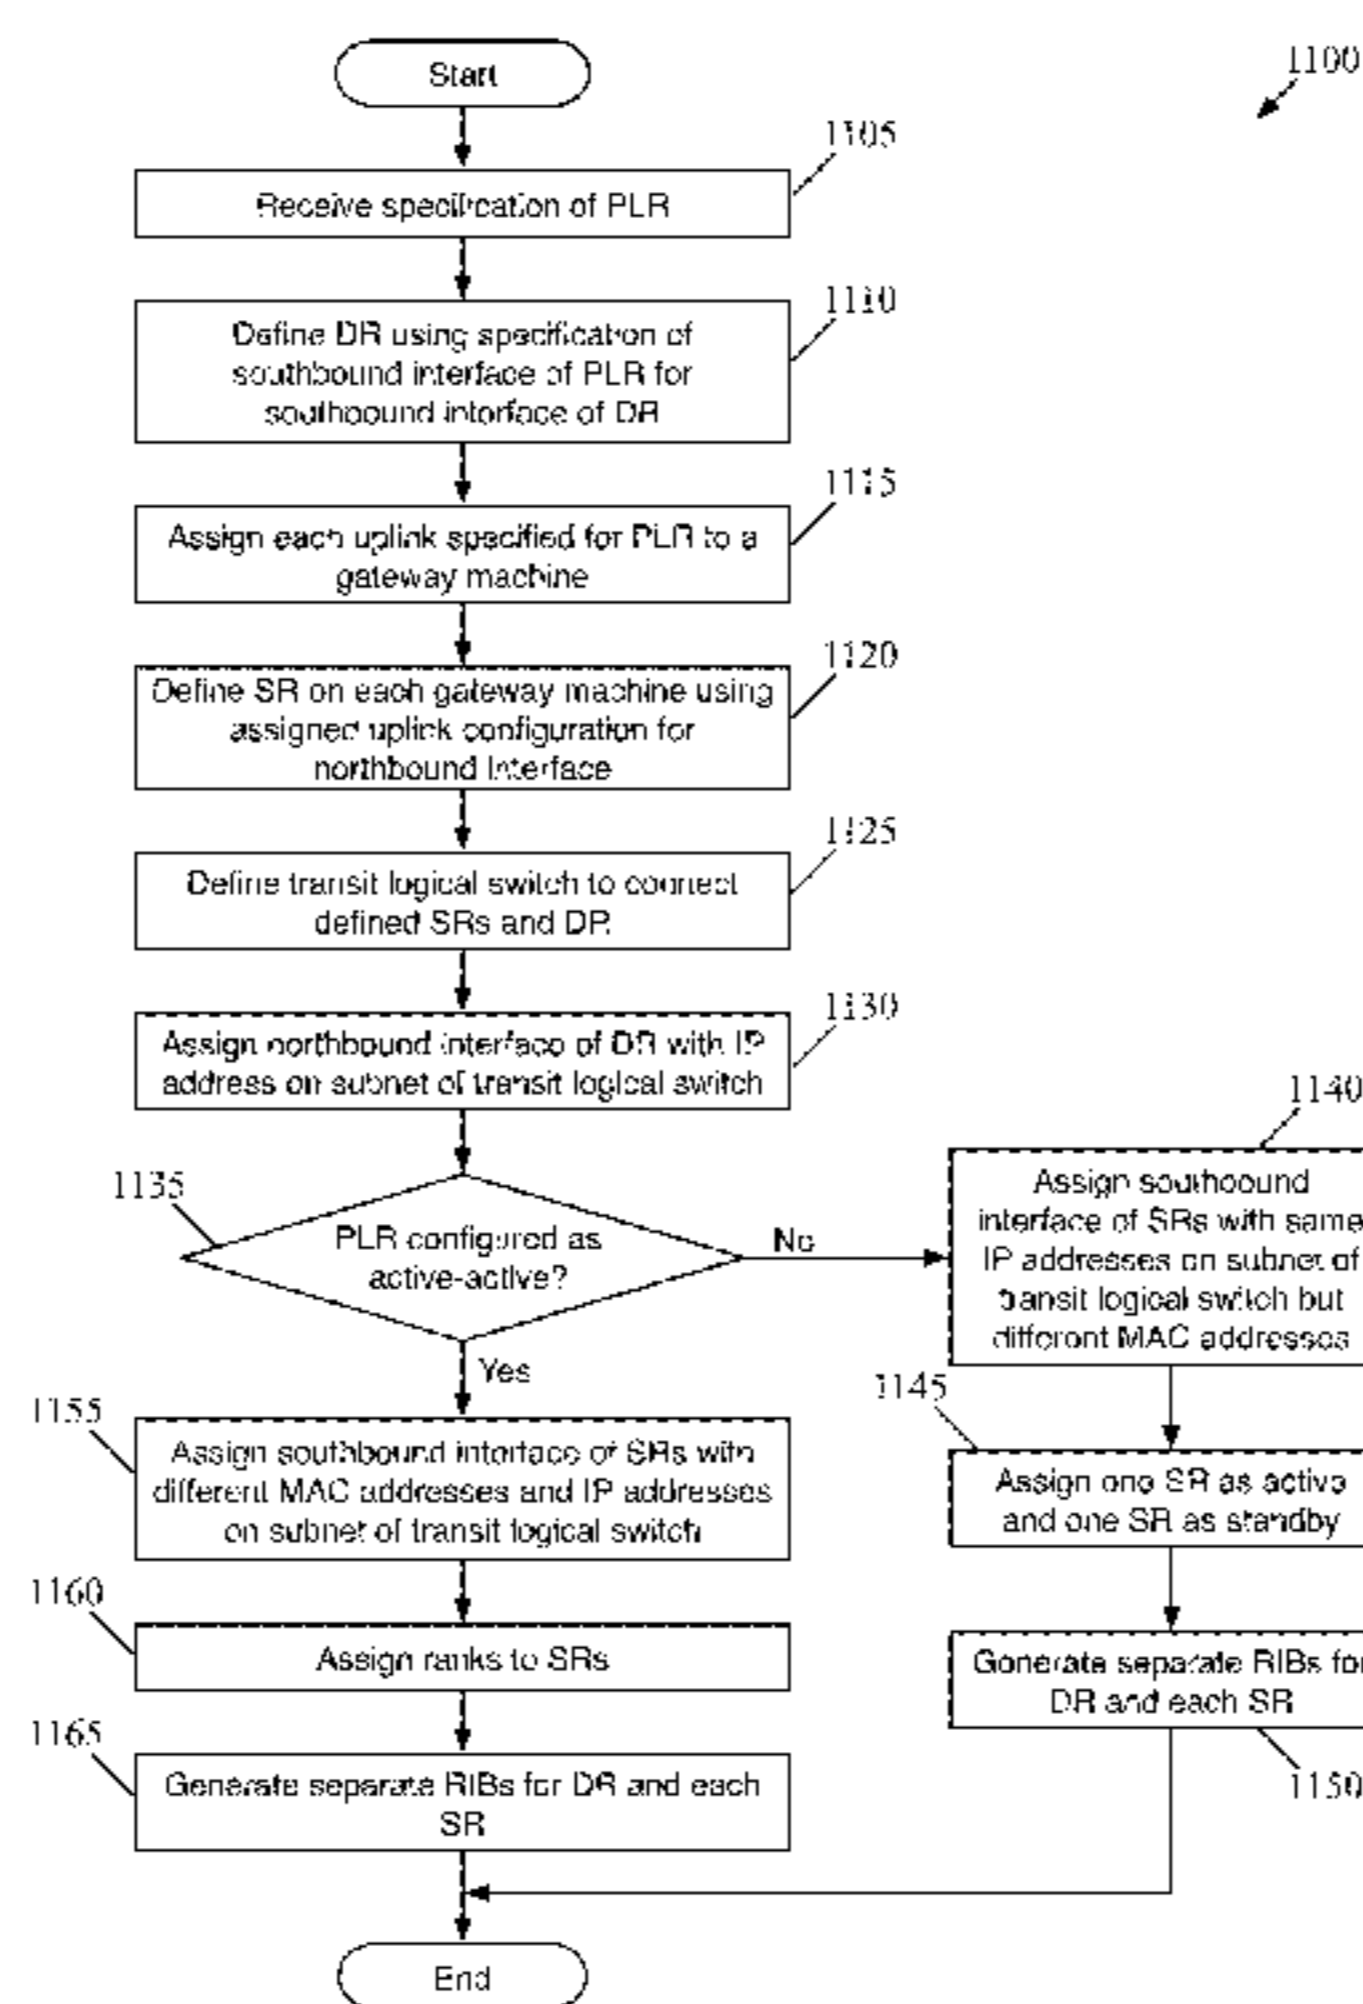 Start
1100
1105
Receive specification of PLR
1110
Define DR using specification of
southbound interface of PLR for
southbound interface of DR
1115
Assign each uplink specified for PLR to a
gateway machine
1120
Define SR on each gateway machine using
assigned uplink configuration for
northbound interface
1125
Define transit logical switch to connect
defined SRs and DR
1130
Assign northbound interface of DR with IP
address on subnet of transit logical switch
1135
PLR configured as
active-active?
No
Yes
1140
Assign southbound
interface of SRs with same
IP addresses on subnet of
transit logical switch but
different MAC addresses
1145
Assign one SR as active
and one SR as standby
Generate separate RIBs for
DR and each SR
1150
1155
Assign southbound interface of SRs with
different MAC addresses and IP addresses
on subnet of transit logical switch
1160
Assign ranks to SRs
1165
Generate separate RIBs for DR and each
SR
End